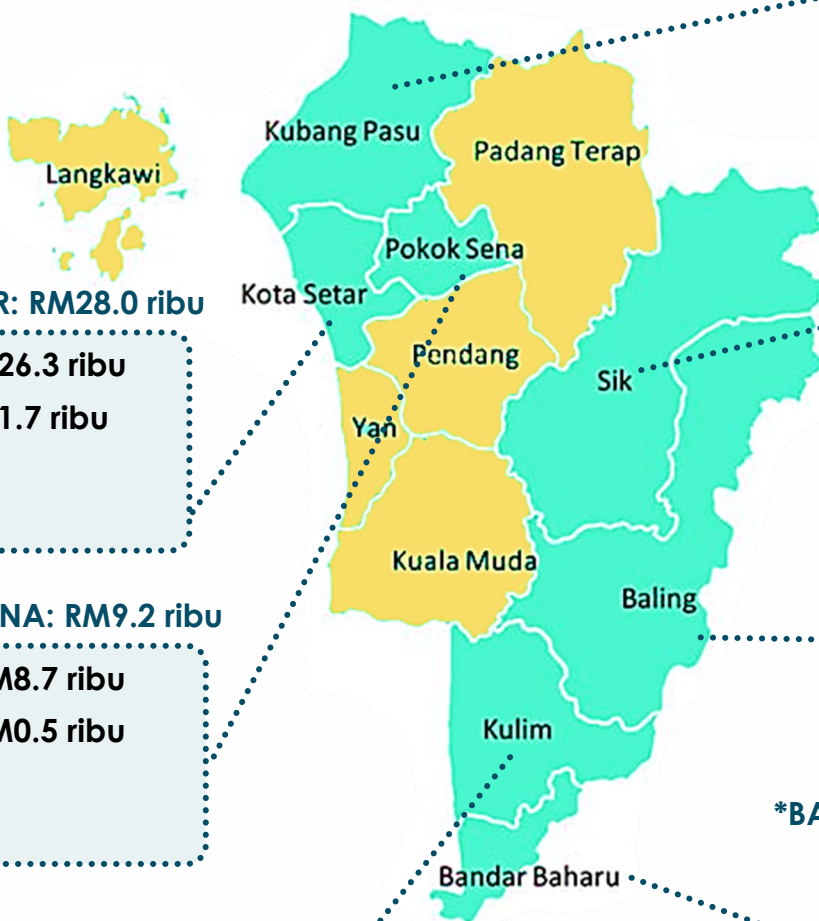 Kubang Pasu
Padang Terap
Langkawi
Pokok Sena
Kota Setar
R: RM28.0 ribu
26.3 ribu
1.7 ribu
Pendang
Sik
Yan
Kuala Muda
Baling
NA: RM9.2 ribu
M8.7 ribu
M0.5 ribu
Kulim
*BA
Bandar Baharu